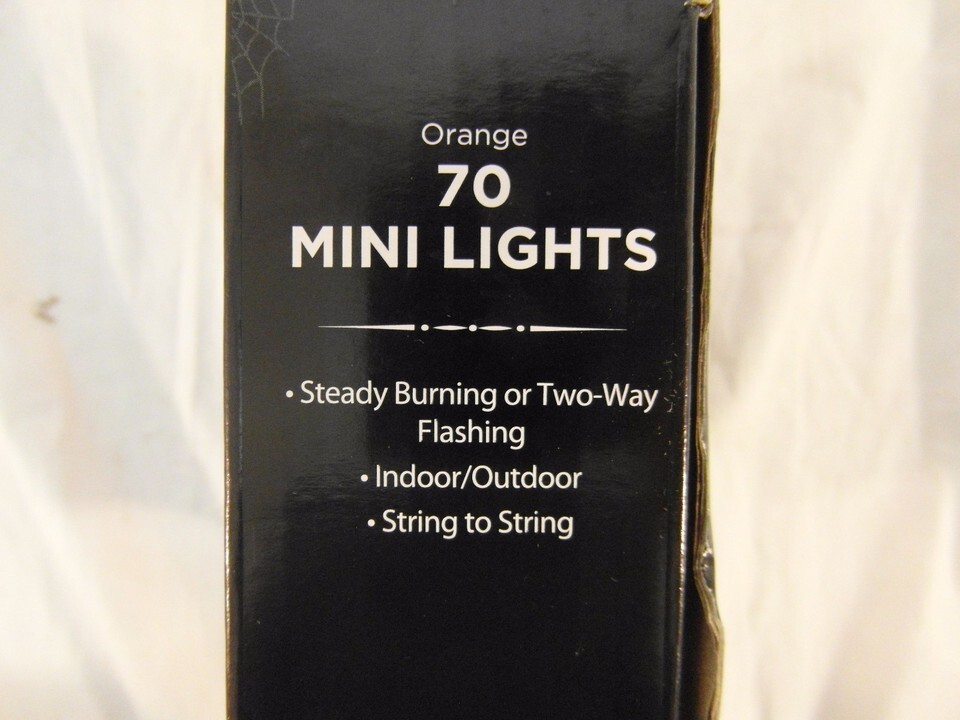 Orange
70
MINI LIGHTS
• Steady Burning or Two-Way
Flashing
• Indoor/Outdoor
• String to String